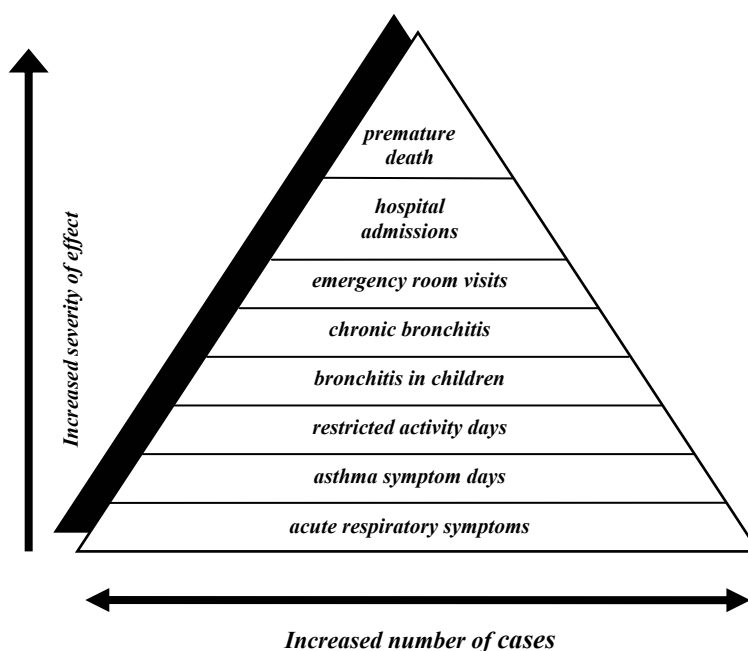 premature
death
hospital
admissions
emergency room visits
chronic bronchitis
bronchitis in children
restricted activity days
asthma symptom days
acute respiratory symptoms
Increased severity of effect
Increased number of cases